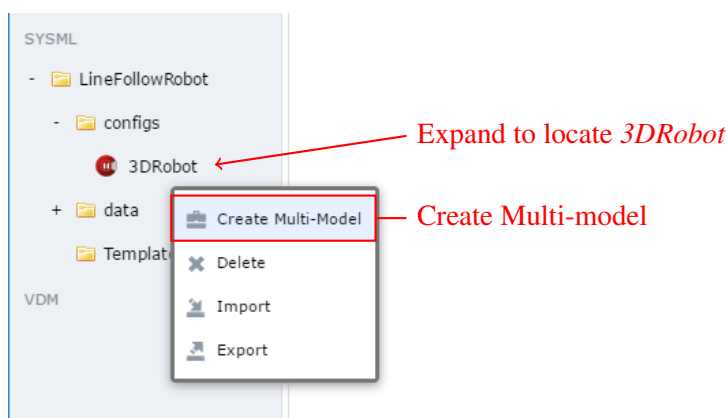 SYSML
- LineFollowRobot
- configs
Expand to locate 3DRobot
3DRobot
+ data
Create Multi-Model
Create Multi-model
Templat
Delete
VDM
Import
Export